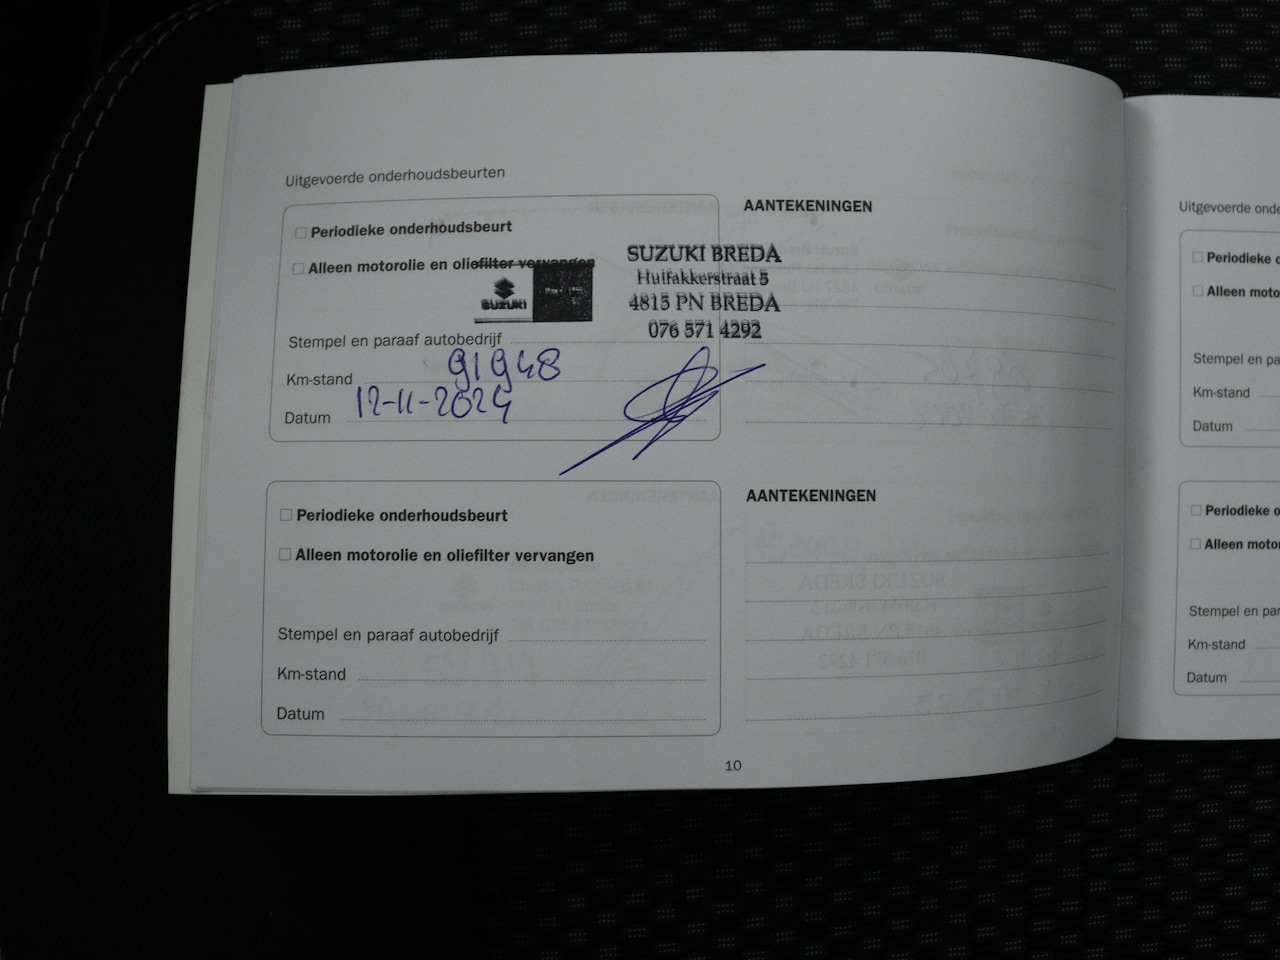 Uitgevoerde onderhoudsbeurten
Periodieke onderhoudsbeurt
Alleen motorolie en oliefilter vervangen
SUZUKI
SUZUKI BREDA
Huifakkerstraat 5
4815 PN BREDA
076 571 4292
Stempel en paraaf autobedrijf
Km-stand 91948
Datum 12-11-2024
AANTEKENINGEN
Periodieke onderhoudsbeurt
Alleen motorolie en oliefilter vervangen
Stempel en paraaf autobedrijf
Km-stand
Datum
AANTEKENINGEN
10
Uitgevoerde onde
Periodieke o
Alleen moto
Stempel en pa
Km-stand
Datum
Periodieke o
Alleen motor
Stempel en par
Km-stand
Datum